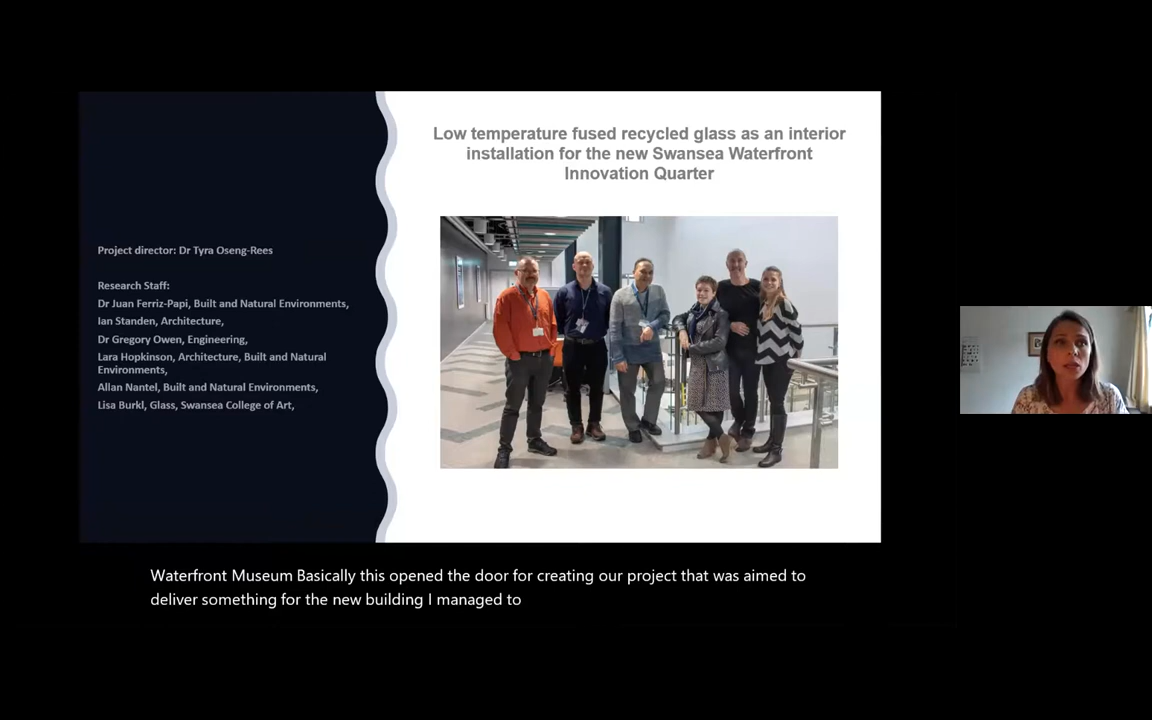 Low temperature fused recycled glass as an interior
installation for the new Swansea Waterfront
Innovation Quarter
Project director: Dr Tyra Oseng-Rees
Research Staff:
Dr Juan Ferriz-Papi, Built and Natural Environments,
Ian Standen, Architecture,
Dr Gregory Owen, Engineering,
Lara Hopkinson, Architecture, Built and Natural
Environments,
Allan Nantel, Built and Natural Environments,
Lisa Burkl, Glass, Swansea College of Art,
Waterfront Museum Basically this opened the door for creating our project that was aimed to
deliver something for the new building I managed to